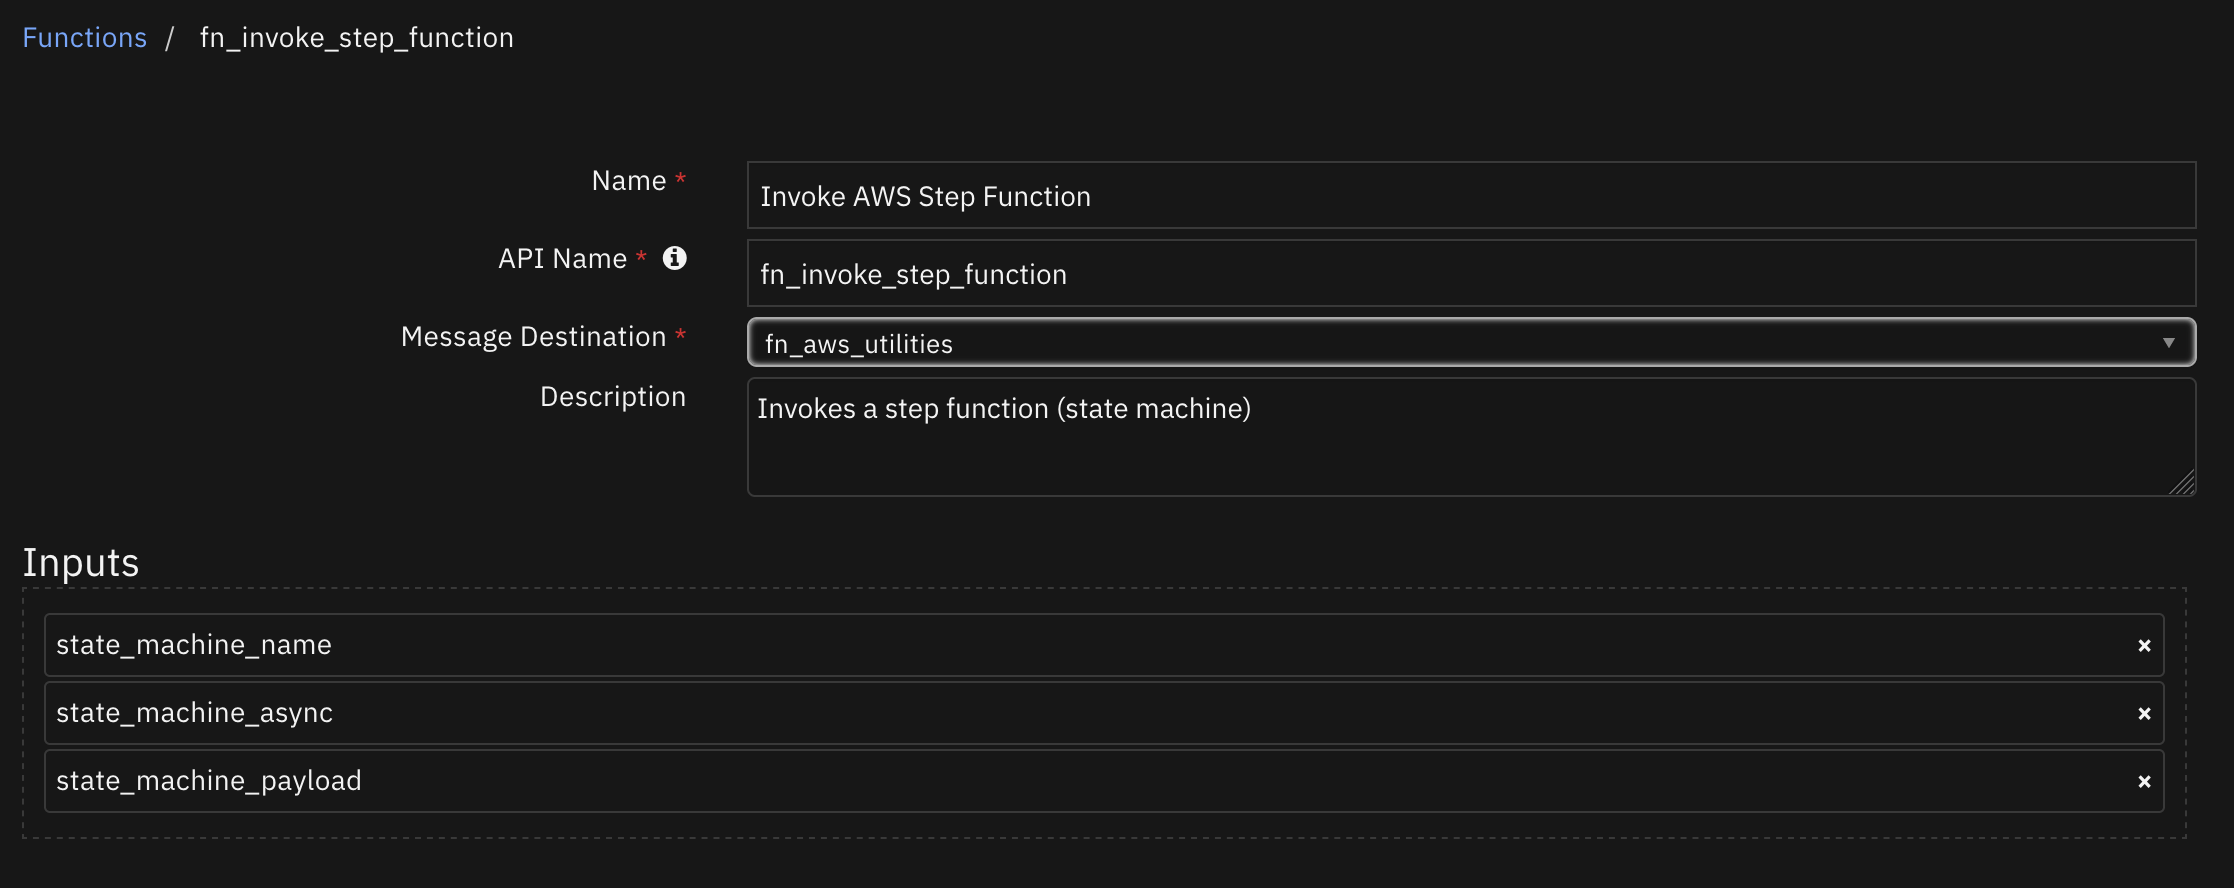 Functions / fn_invoke_step_function
Name * Invoke AWS Step Function
API Name * fn_invoke_step_function
Message Destination * fn_aws_utilities
Description Invokes a step function (state machine)
Inputs
state_machine_name ×
state_machine_async ×
state_machine_payload ×